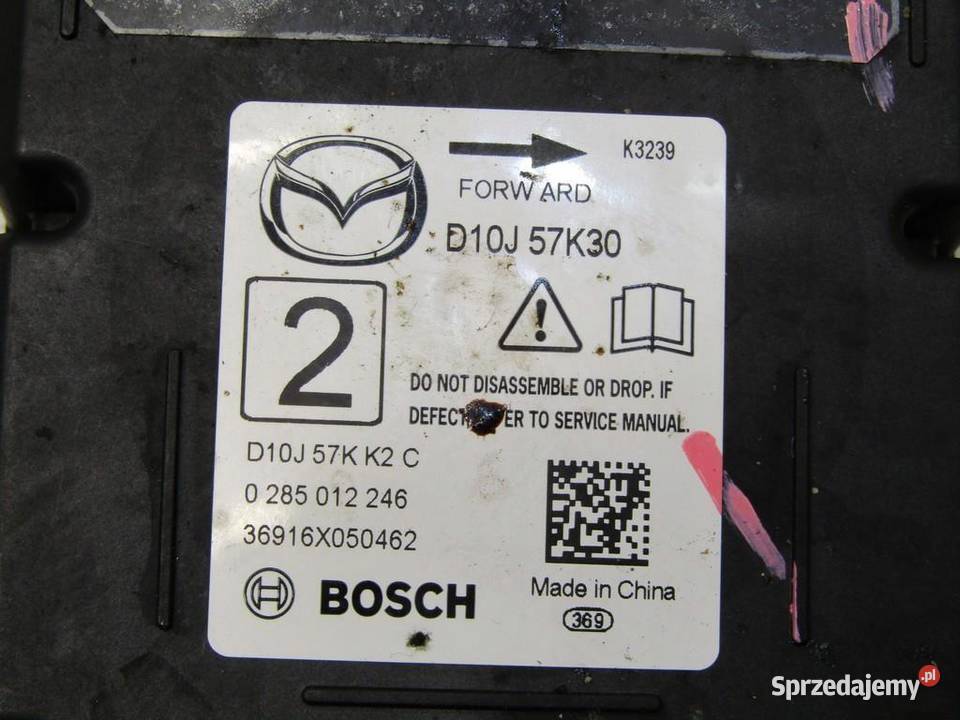 K3239
FORWARD
D10J 57K30
2
DO NOT DISASSEMBLE OR DROP. IF
DEFECT ER TO SERVICE MANUAL.
D10J 57K K2 C
0 285 012 246
36916X050462
BOSCH
Made in China
369
Sprzedajemy.pl